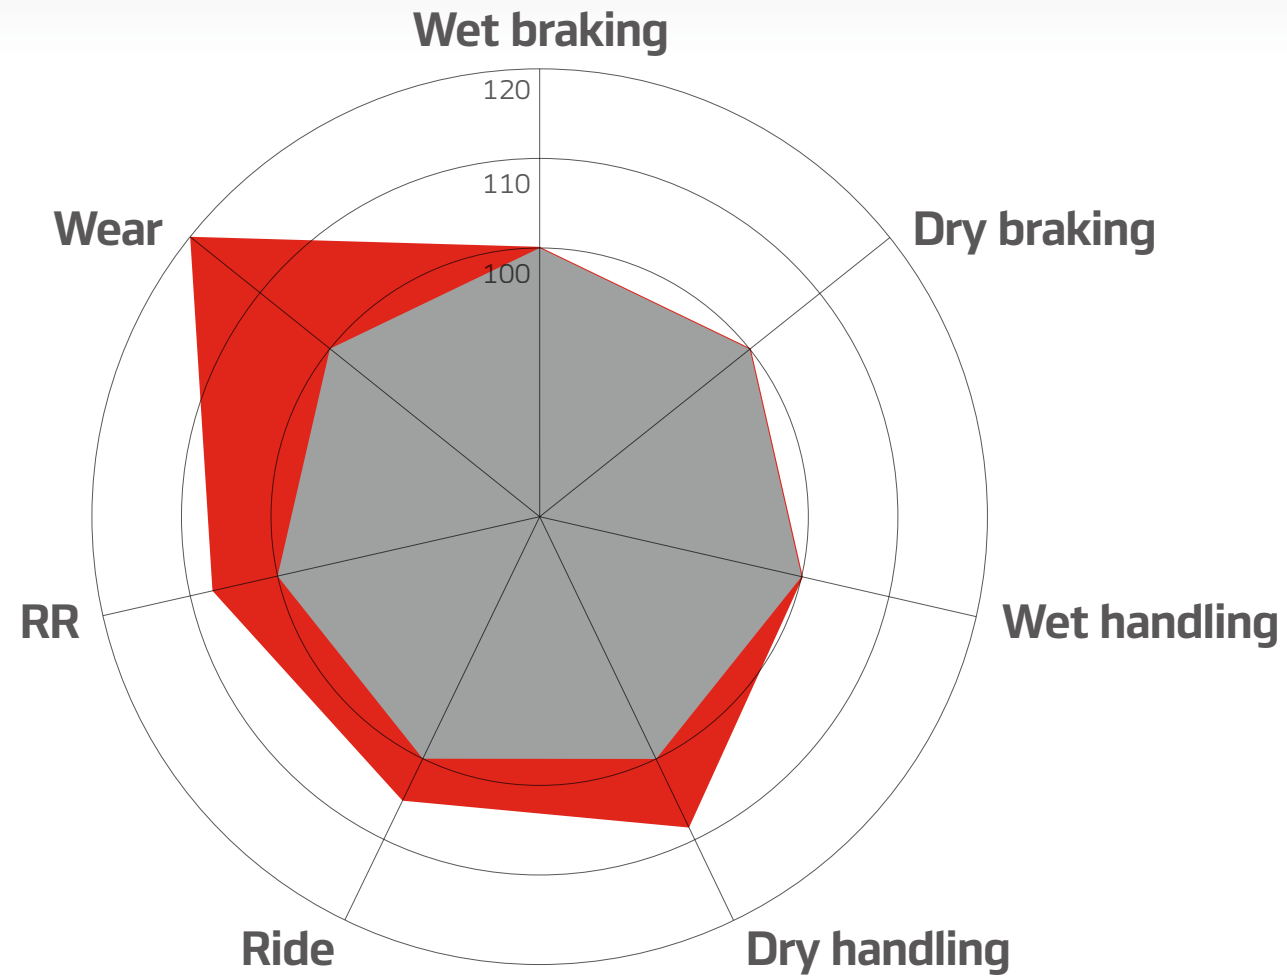 Wet braking
120
110
100
Wear
Dry braking
RR
Wet handling
Ride
Dry handling